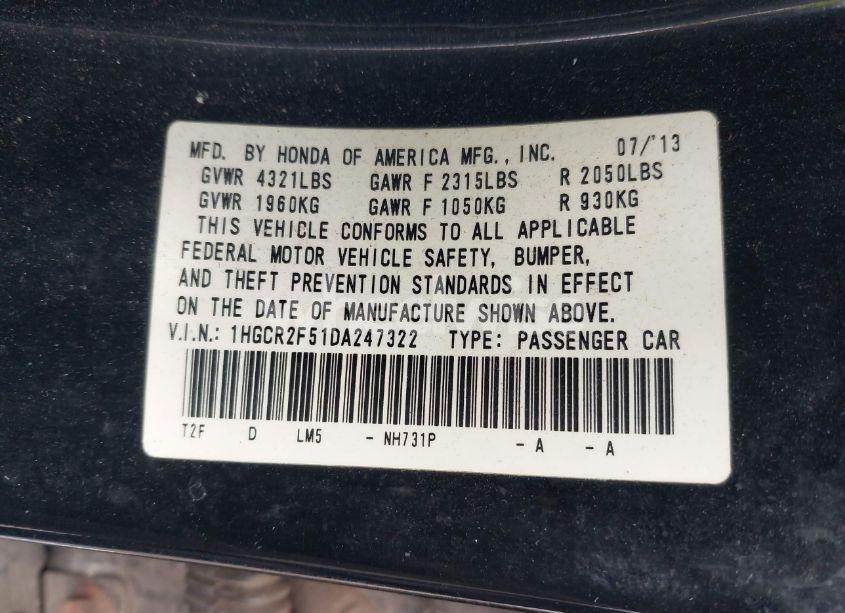 MFD. BY HONDA OF AMERICA MFG., INC. 07/'13
GVWR 4321LBS GAWR F 2315LBS R 2050LBS
GVWR 1960KG GAWR F 1050KG R 930KG
THIS VEHICLE CONFORMS TO ALL APPLICABLE
FEDERAL MOTOR VEHICLE SAFETY, BUMPER,
AND THEFT PREVENTION STANDARDS IN EFFECT
ON THE DATE OF MANUFACTURE SHOWN ABOVE.
V.I.N.: 1HGCR2F51DA247322 TYPE: PASSENGER CAR
T2F D LM5 - NH731P - A - A